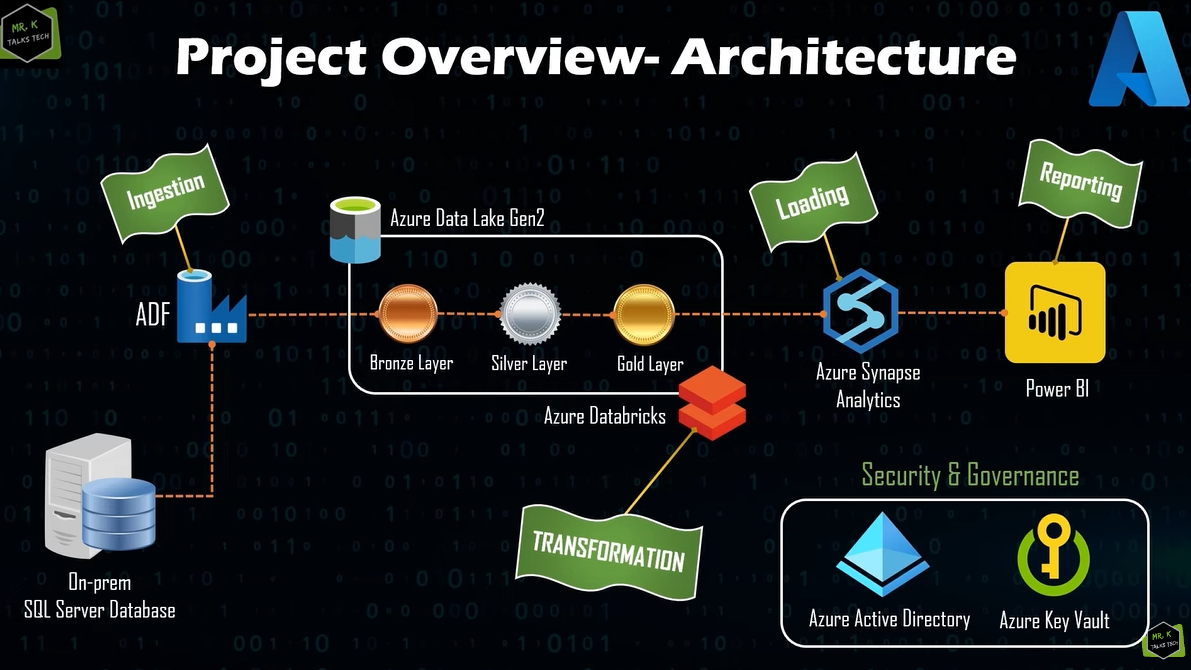 MR. K
TALKS TECH
Project Overview- Architecture
Ingestion
Loading
Reporting
Azure Data Lake Gen2
ADF
Bronze Layer
Silver Layer
Gold Layer
Azure Synapse
Analytics
Power BI
Azure Databricks
Security & Governance
TRANSFORMATION
On-prem
SQL Server Database
Azure Active Directory
Azure Key Vault
MR. K
TALKS TECH